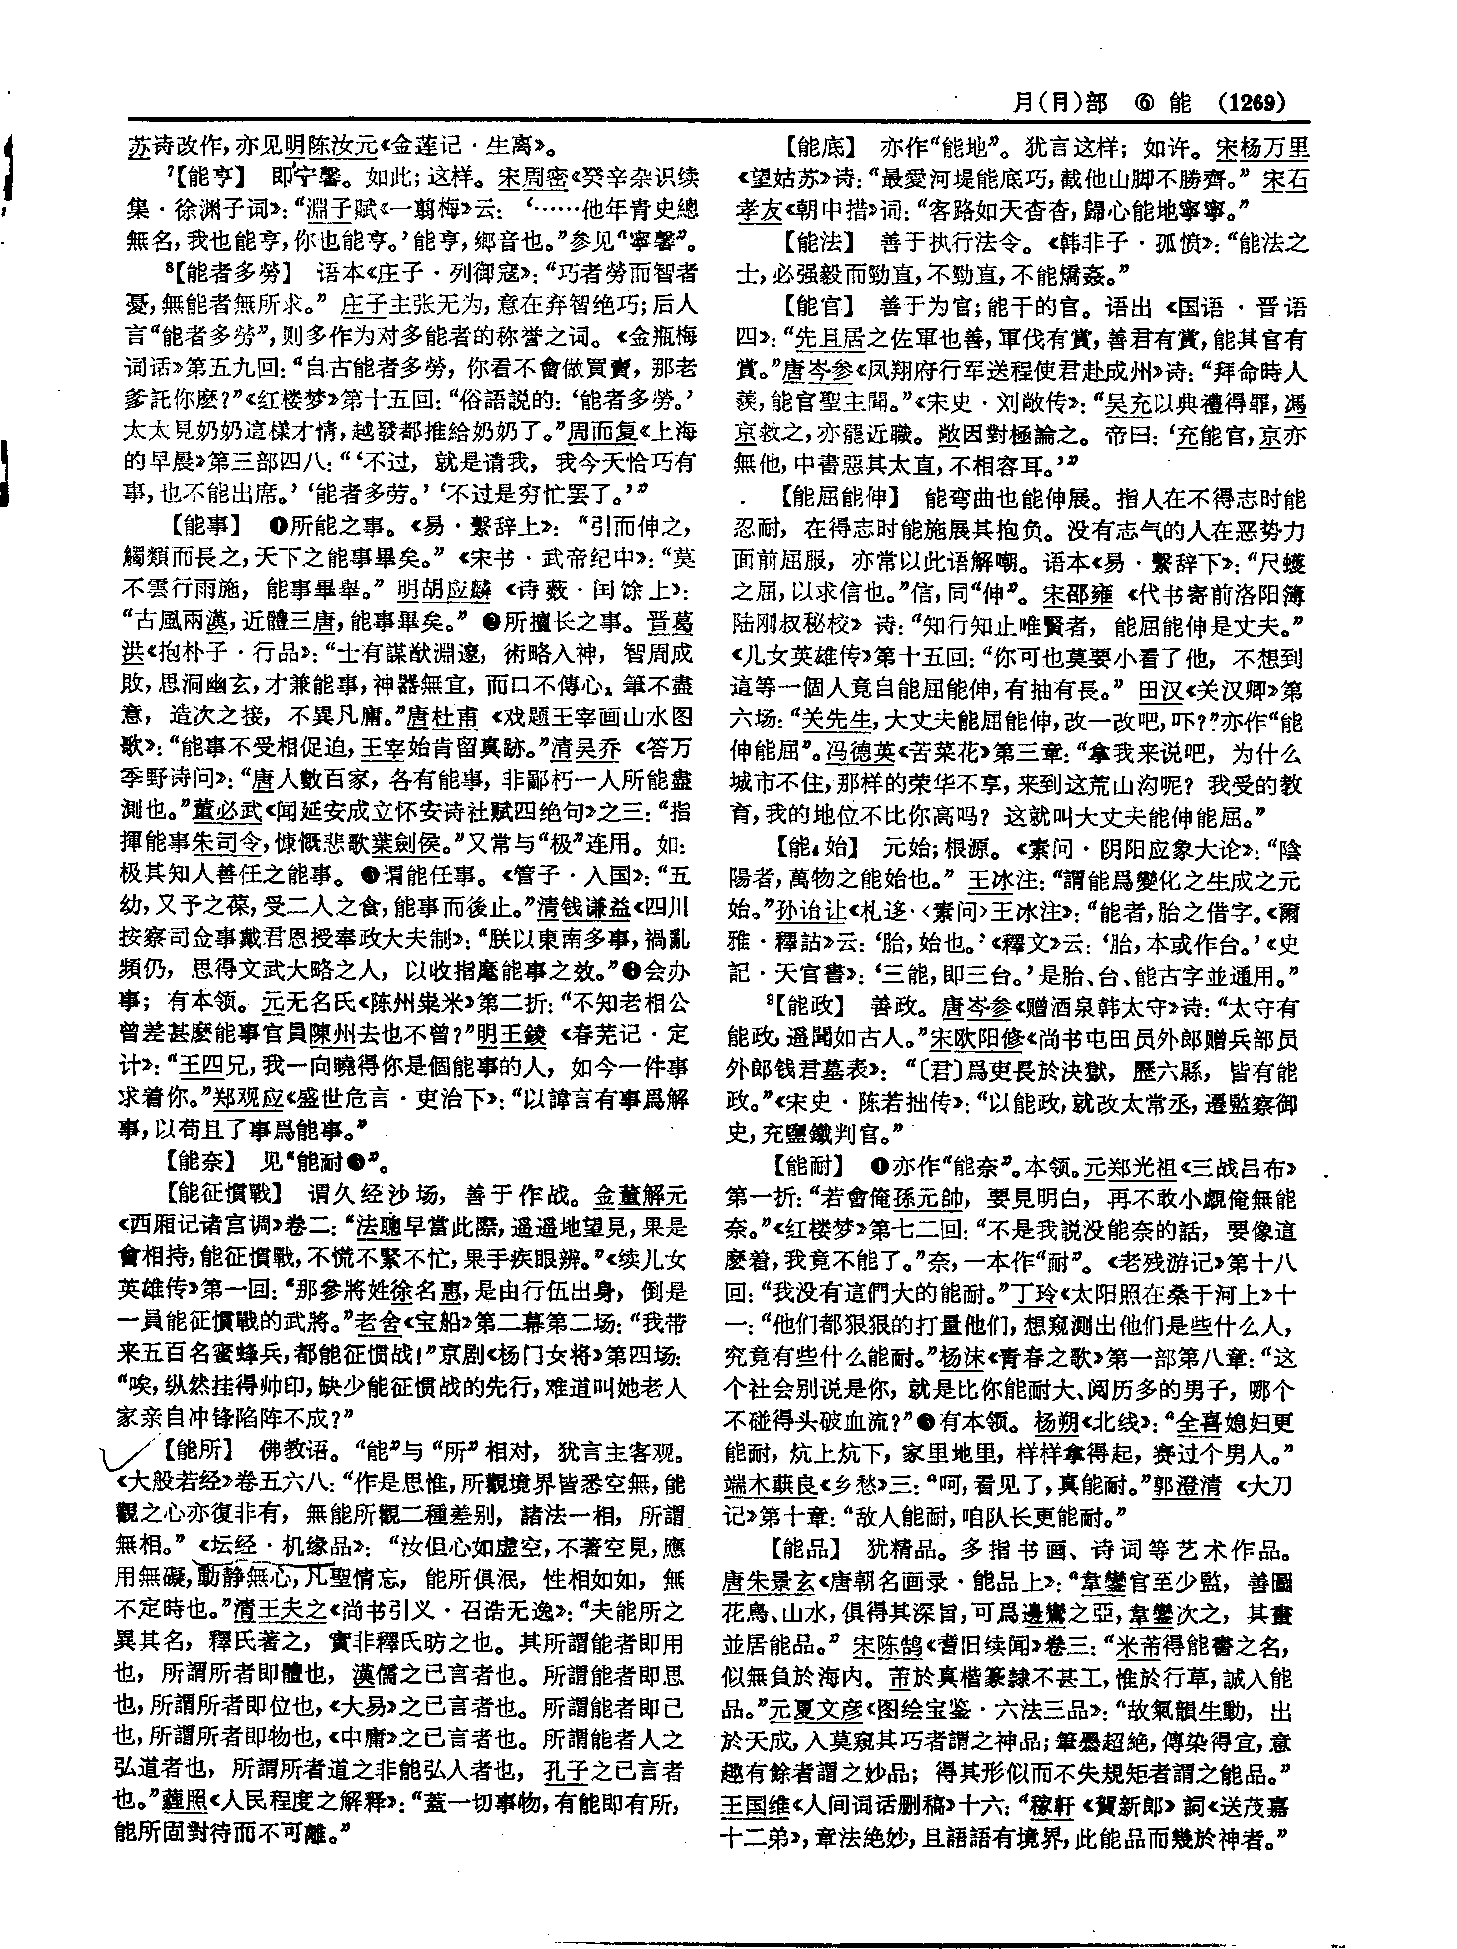 月(⺼)部 ⑥ 能 (1269)
苏诗改作，亦见明陈汝元《金莲记·生离》。
⁷【能亨】 即宁馨。如此；这样。宋周密《癸辛杂识续
集·徐渊子词》：“淵子賦《一翦梅》云：‘……他年青史總
無名，我也能亨，你也能亨。’能亨，鄉音也。”参见“寧馨”。
⁸【能者多勞】 语本《庄子·列御寇》：“巧者勞而智者
憂，無能者無所求。” 庄子主张无为，意在弃智绝巧；后人
言“能者多劳”，则多作为对多能者的称誉之词。《金瓶梅
词话》第五九回：“自古能者多勞，你看不會做買賣，那老
爹託你麽？”《红楼梦》第十五回：“俗語説的：‘能者多勞。’
太太見奶奶這樣才情，越發都推給奶奶了。”周而复《上海
的早晨》第三部四八：“‘不过，就是请我，我今天恰巧有
事，也不能出席。’‘能者多劳。’‘不过是穷忙罢了。’”
【能事】 ❶所能之事。《易·繫辞上》：“引而伸之，
觸類而長之，天下之能事畢矣。”《宋书·武帝纪中》：“莫
不雲行雨施，能事畢舉。” 明胡应麟《诗薮·闰馀上》：
“古風兩漢，近體三唐，能事畢矣。” ❷所擅长之事。晋葛
洪《抱朴子·行品》：“士有謀猷淵邃，術略入神，智周成
敗，思洞幽玄，才兼能事，神器無宜，而口不傳心，筆不盡
意，造次之接，不異凡庸。”唐杜甫《戏题王宰画山水图
歌》：“能事不受相促迫，王宰始肯留真跡。”清吴乔《答万
季野诗问》：“唐人數百家，各有能事，非鄙朽一人所能盡
測也。”董必武《闻延安成立怀安诗社赋四绝句》之三：“指
揮能事朱司令，慷慨悲歌葉劍侯。”又常与“极”连用。如：
极其知人善任之能事。❸谓能任事。《管子·入国》：“五
幼，又予之葆，受二人之食，能事而後止。”清钱谦益《四川
按察司佥事戴君恩授奉政大夫制》：“朕以東南多事，禍亂
頻仍，思得文武大略之人，以收指麾能事之效。”❹会办
事；有本领。元无名氏《陈州粜米》第二折：“不知老相公
曾差甚麽能事官員陳州去也不曾？”明王錂《春芜记·定
计》：“王四兄，我一向曉得你是個能事的人，如今一件事
求着你。”郑观应《盛世危言·吏治下》：“以諱言有事爲解
事，以苟且了事爲能事。”
【能奈】 见“能耐❶”。
【能征慣戰】 谓久经沙场，善于作战。金董解元
《西厢记诸宫调》卷二：“法聰早當此際，遥遥地望見，果是
會相持，能征慣戰，不慌不緊不忙，果手疾眼辨。”《续儿女
英雄传》第一回：“那參將姓徐名惠，是由行伍出身，倒是
一員能征慣戰的武將。”老舍《宝船》第二幕第二场：“我带
来五百名蜜蜂兵，都能征惯战！”京剧《杨门女将》第四场：
“唉，纵然挂得帅印，缺少能征惯战的先行，难道叫她老人
家亲自冲锋陷阵不成？”
【能所】 佛教语。“能”与“所”相对，犹言主客观。
《大般若经》卷五六八：“作是思惟，所觀境界皆悉空無，能
觀之心亦復非有，無能所觀二種差别，諸法一相，所謂
無相。”《坛经·机缘品》：“汝但心如虚空，不著空見，應
用無礙，動静無心，凡聖情忘，能所俱泯，性相如如，無
不定時也。”清王夫之《尚书引义·召诰无逸》：“夫能所之
異其名，釋氏著之，實非釋氏昉之也。其所謂能者即用
也，所謂所者即體也，漢儒之已言者也。所謂能者即思
也，所謂所者即位也，《大易》之已言者也。所謂能者即己
也，所謂所者即物也，《中庸》之已言者也。所謂能者人之
弘道者也，所謂所者道之非能弘人者也，孔子之已言者
也。”蘧照《人民程度之解释》：“蓋一切事物，有能即有所，
能所固對待而不可離。”
【能底】 亦作“能地”。犹言这样；如许。宋杨万里
《望姑苏》诗：“最愛河堤能底巧，截他山脚不勝齊。” 宋石
孝友《朝中措》词：“客路如天杳杳，歸心能地寧寧。”
【能法】 善于执行法令。《韩非子·孤愤》：“能法之
士，必强毅而勁直，不勁直，不能矯姦。”
【能官】 善于为官；能干的官。语出《国语·晋语
四》：“先且居之佐軍也善，軍伐有賞，善君有賞，能其官有
賞。”唐岑参《凤翔府行军送程使君赴成州》诗：“拜命時人
羨，能官聖主聞。”《宋史·刘敞传》：“吴充以典禮得罪，馮
京救之，亦罷近職。敞因對極論之。帝曰：‘充能官，京亦
無他，中書惡其太直，不相容耳。’”
【能屈能伸】 能弯曲也能伸展。指人在不得志时能
忍耐，在得志时能施展其抱负。没有志气的人在恶势力
面前屈服，亦常以此语解嘲。语本《易·繫辞下》：“尺蠖
之屈，以求信也。”信，同“伸”。宋邵雍《代书寄前洛阳簿
陆刚叔秘校》诗：“知行知止唯賢者，能屈能伸是丈夫。”
《儿女英雄传》第十五回：“你可也莫要小看了他，不想到
這等一個人竟自能屈能伸，有抽有長。” 田汉《关汉卿》第
六场：“关先生，大丈夫能屈能伸，改一改吧，吓？”亦作“能
伸能屈”。冯德英《苦菜花》第三章：“拿我来说吧，为什么
城市不住，那样的荣华不享，来到这荒山沟呢？我受的教
育，我的地位不比你高吗？这就叫大丈夫能伸能屈。”
【能始】 元始；根源。《素问·阴阳应象大论》：“陰
陽者，萬物之能始也。” 王冰注：“謂能爲變化之生成之元
始。”孙诒让《札迻·〈素问〉王冰注》：“能者，胎之借字。《爾
雅·釋詁》云：‘胎，始也。’《釋文》云：‘胎，本或作台。’《史
記·天官書》：‘三能，即三台。’是胎、台、能古字並通用。”
⁹【能政】 善政。唐岑参《赠酒泉韩太守》诗：“太守有
能政，遥聞如古人。”宋欧阳修《尚书屯田员外郎赠兵部员
外郎钱君墓表》：“〔君〕爲吏長於決獄，歷六縣，皆有能
政。”《宋史·陈若拙传》：“以能政，就改太常丞，遷監察御
史，充鹽鐵判官。”
【能耐】 ❶亦作“能奈”。本领。元郑光祖《三战吕布》
第一折：“若會俺孫元帥，要見明白，再不敢小覷俺無能
奈。”《红楼梦》第七二回：“不是我説没能奈的話，要像這
麽着，我竟不能了。”奈，一本作“耐”。《老残游记》第十八
回：“我没有這們大的能耐。”丁玲《太阳照在桑干河上》十
一：“他们都狠狠的打量他们，想窥测出他们是些什么人，
究竟有些什么能耐。”杨沫《青春之歌》第一部第八章：“这
个社会别说是你，就是比你能耐大、阅历多的男子，哪个
不碰得头破血流？”❷有本领。杨朔《北线》：“全喜媳妇更
能耐，炕上炕下，家里地里，样样拿得起，赛过个男人。”
端木蕻良《乡愁》三：“呵，看见了，真能耐。”郭澄清《大刀
记》第十章：“敌人能耐，咱队长更能耐。”
【能品】 犹精品。多指书画、诗词等艺术作品。
唐朱景玄《唐朝名画录·能品上》：“韋鑾官至少監，善圖
花鳥、山水，俱得其深旨，可爲邊鸞之亞，韋鑾次之，其畫
並居能品。” 宋陈鹄《耆旧续闻》卷三：“米芾得能書之名，
似無負於海内。芾於真楷篆隸不甚工，惟於行草，誠入能
品。”元夏文彦《图绘宝鉴·六法三品》：“故氣韻生動，出
於天成，人莫窺其巧者謂之神品；筆墨超絶，傅染得宜，意
趣有餘者謂之妙品；得其形似而不失規矩者謂之能品。”
王国维《人间词话删稿》十六：“稼軒《賀新郎》詞《送茂嘉
十二弟》，章法絶妙，且語語有境界，此能品而幾於神者。”